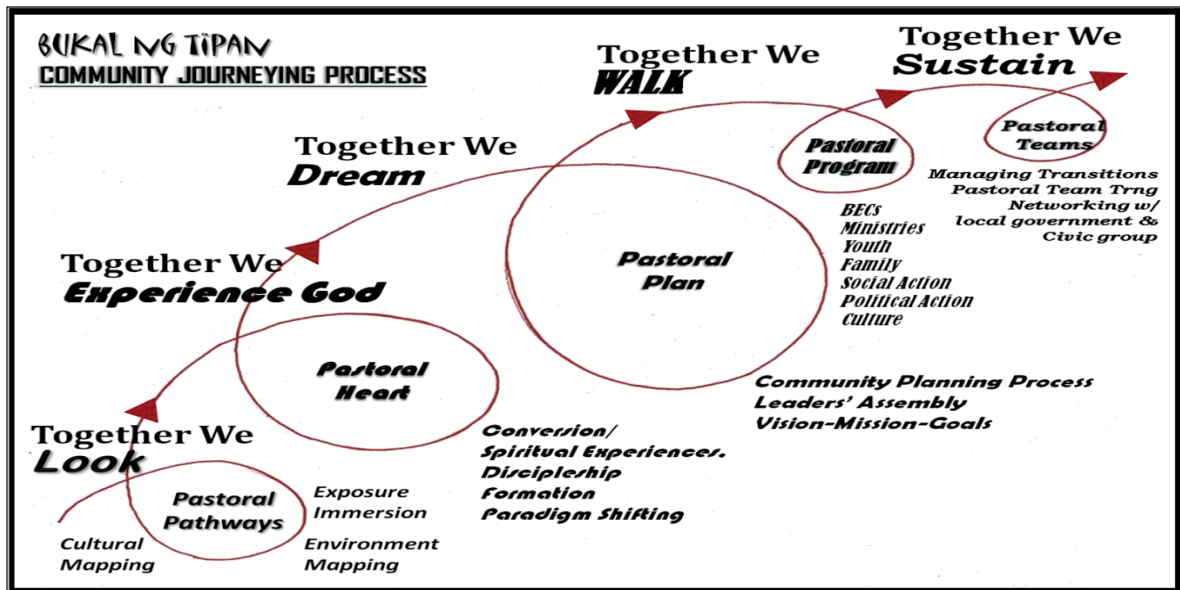 BUKAL NG TIPAN
COMMUNITY JOURNEYING PROCESS
Together We
Look
Pastoral
Pathways
Cultural
Mapping
Exposure
Immersion
Environment
Mapping
Together We
Experience God
Pastoral
Heart
Conversion/
Spiritual Experiences.
Discipleship
Formation
Paradigm Shifting
Together We
Dream
Pastoral
Plan
Community Planning Process
Leaders' Assembly
Vision-Mission-Goals
Together We
WALK
Pastoral
Program
BECs
Ministries
Youth
Family
Social Action
Political Action
Culture
Together We
Sustain
Pastoral
Teams
Managing Transitions
Pastoral Team Trng
Networking w/
local government &
Civic group